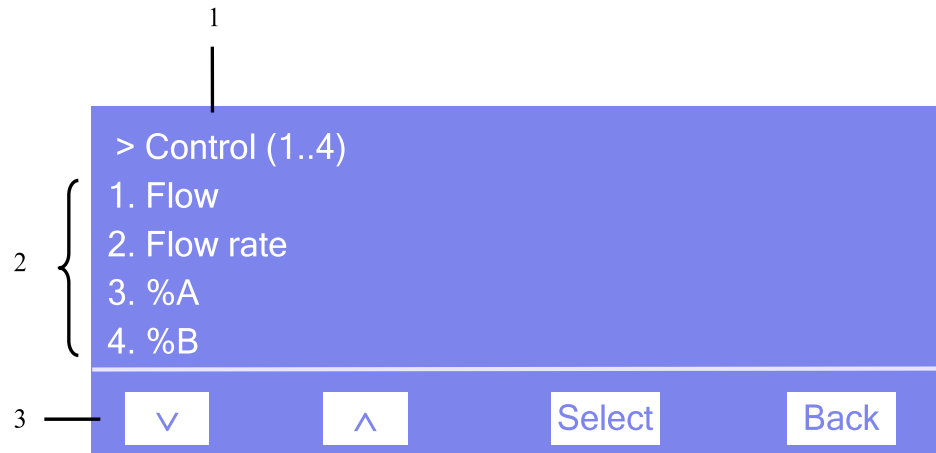 1
> Control (1..4)
1. Flow
2. Flow rate
2
3. %A
4. %B
3
Select
Back